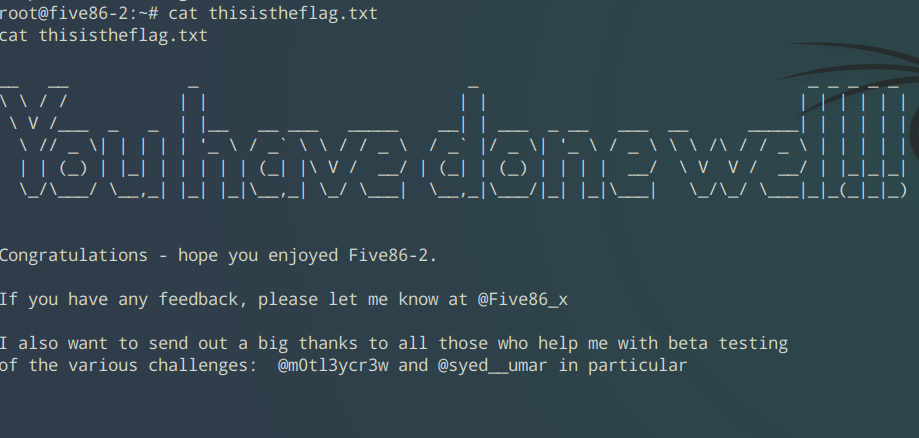 root@five86-2:~# cat thisistheflag.txt
cat thisistheflag.txt
You have done well!!!
Congratulations - hope you enjoyed Five86-2.
If you have any feedback, please let me know at @Five86_x
I also want to send out a big thanks to all those who help me with beta testing
of the various challenges:  @m0tl3ycr3w and @syed__umar in particular